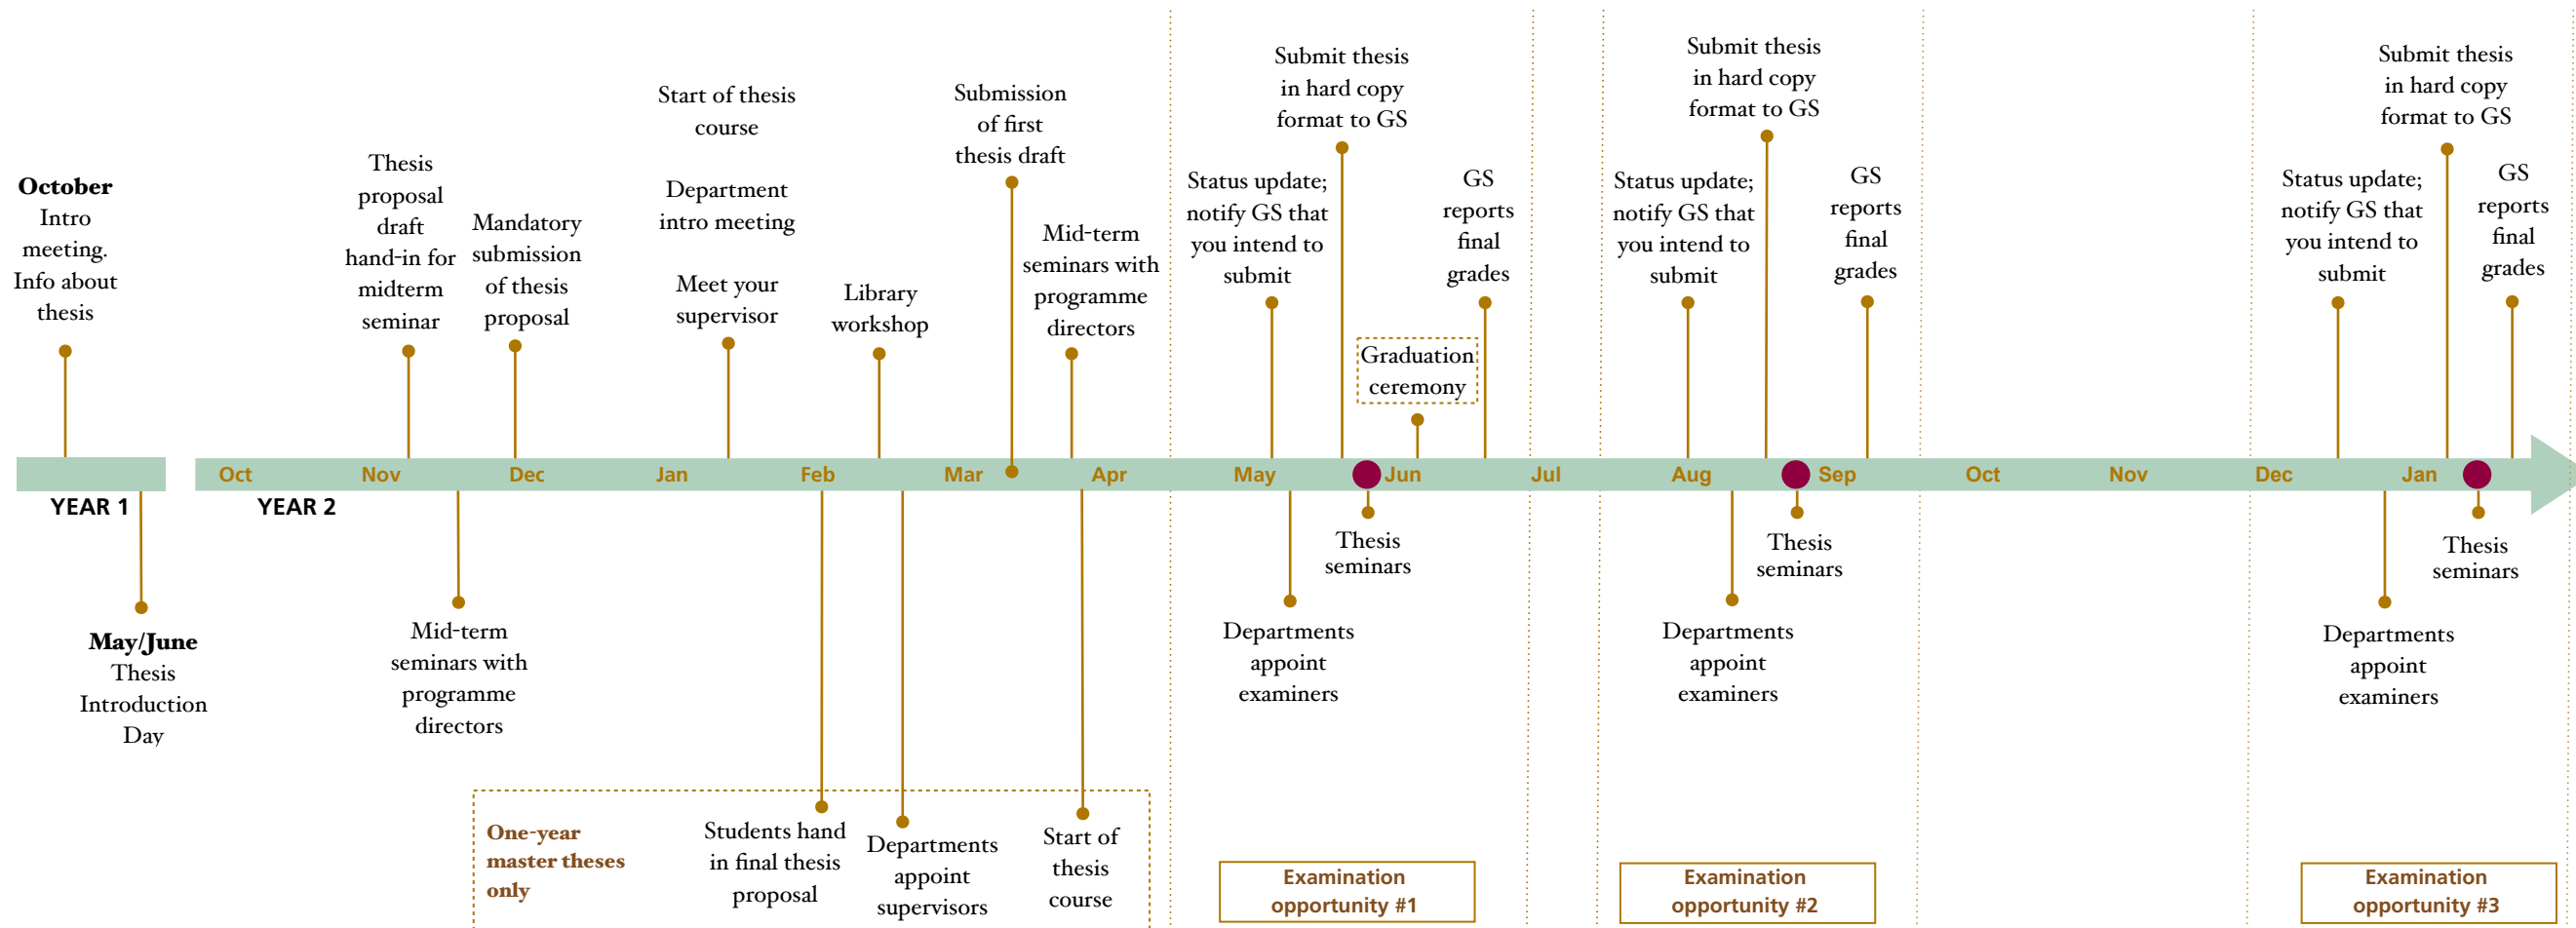 October
Intro
meeting.
Info about
thesis
YEAR 1
May/June
Thesis
Introduction
Day
Thesis
proposal
draft
hand-in for
midterm
seminar
Mandatory
submission
of thesis
proposal
Start of thesis
course
Department
intro meeting
Meet your
supervisor
Library
workshop
Submission
of first
thesis draft
Mid-term
seminars with
programme
directors
Status update;
notify GS that
you intend to
submit
Submit thesis
in hard copy
format to GS
Graduation
ceremony
GS
reports
final
grades
Status update;
notify GS that
you intend to
submit
Submit thesis
in hard copy
format to GS
GS
reports
final
grades
Status update;
notify GS that
you intend to
submit
Submit thesis
in hard copy
format to GS
GS
reports
final
grades
Oct Nov Dec Jan Feb Mar Apr May Jun Jul Aug Sep Oct Nov Dec Jan
YEAR 2
Mid-term
seminars with
programme
directors
One-year
master theses
only
Students hand
in final thesis
proposal
Departments
appoint
supervisors
Start of
thesis
course
Departments
appoint
examiners
Thesis
seminars
Examination
opportunity #1
Departments
appoint
examiners
Thesis
seminars
Examination
opportunity #2
Departments
appoint
examiners
Thesis
seminars
Examination
opportunity #3